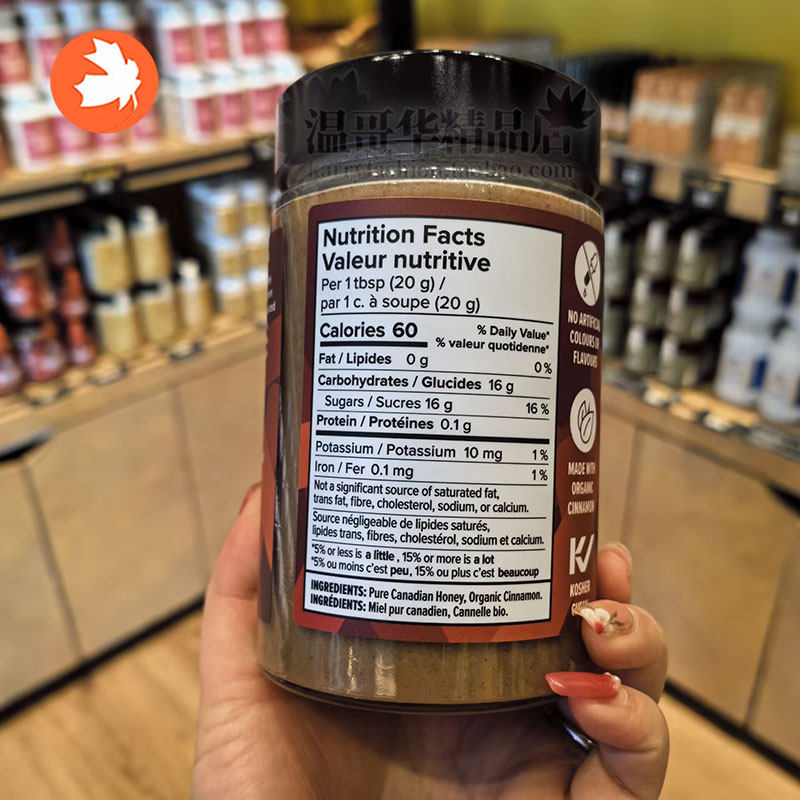 温哥华精品店
Nutrition Facts
Valeur nutritive
Per 1 tbsp (20 g) /
par 1 c. à soupe (20 g)
Calories 60
% Daily Value*
% valeur quotidenne*
Fat / Lipides 0 g 0 %
Carbohydrates / Glucides 16 g
Sugars / Sucres 16 g 16 %
Protein / Protéines 0.1 g
Potassium / Potassium 10 mg 1 %
Iron / Fer 0.1 mg 1 %
Not a significant source of saturated fat,
trans fat, fibre, cholesterol, sodium, or calcium.
Source négligeable de lipides saturés,
lipides trans, fibres, cholestérol, sodium et calcium.
*5% or less is a little , 15% or more is a lot
*5% ou moins c'est peu, 15% ou plus c'est beaucoup
INGREDIENTS: Pure Canadian Honey, Organic Cinnamon.
INGRÉDIENTS: Miel pur canadien, Cannelle bio.
NO ARTIFICIAL
COLOURS OR
FLAVOURS
MADE WITH
ORGANIC
CINNAMON
KOSHER